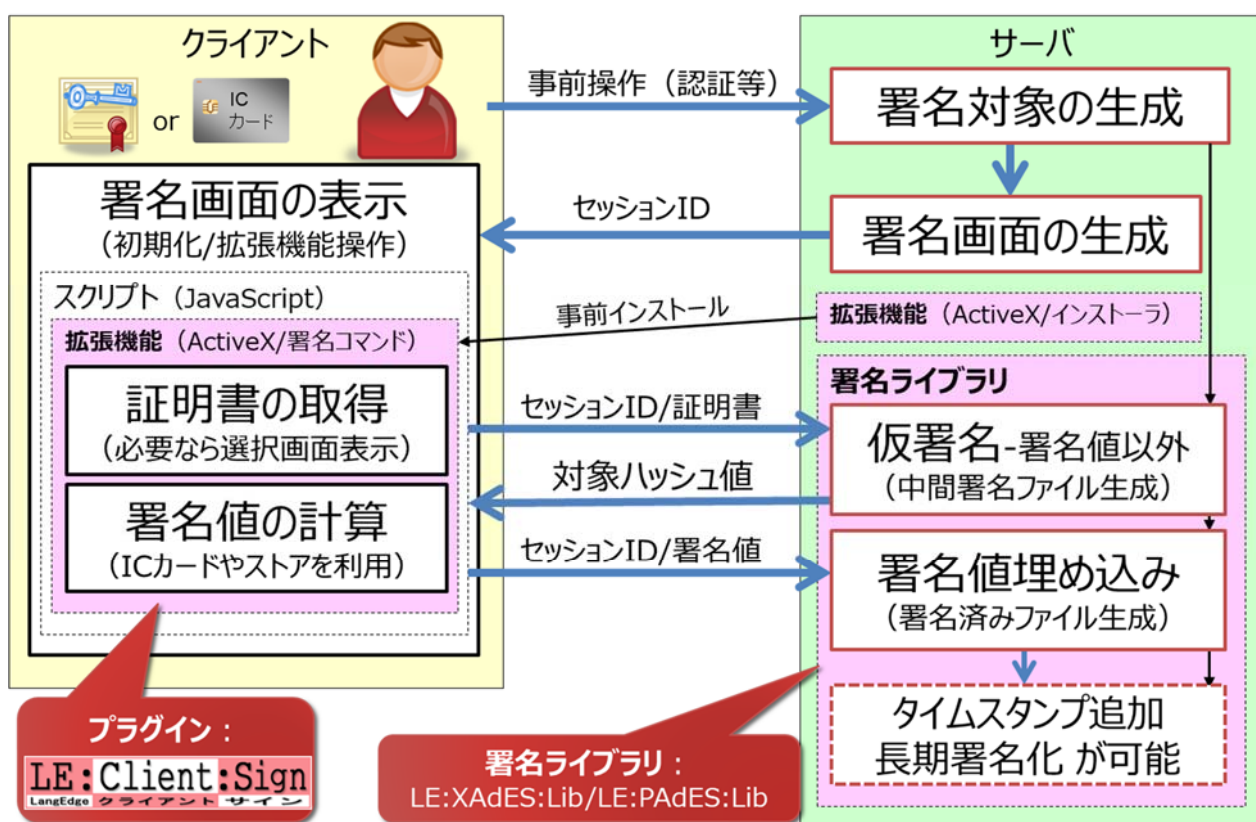 クライアント
or
IC
カード
署名画面の表示
(初期化/拡張機能操作)
スクリプト (JavaScript)
拡張機能 (ActiveX/署名コマンド)
証明書の取得
(必要なら選択画面表示)
署名値の計算
(ICカードやストアを利用)
プラグイン:
LE:Client:Sign
LangEdge クライアント サイン
事前操作 (認証等)
セッションID
事前インストール
セッションID/証明書
対象ハッシュ値
セッションID/署名値
サーバ
署名対象の生成
署名画面の生成
拡張機能 (ActiveX/インストーラ)
署名ライブラリ
仮署名-署名値以外
(中間署名ファイル生成)
署名値埋め込み
(署名済みファイル生成)
タイムスタンプ追加
長期署名化 が可能
署名ライブラリ:
LE:XAdES:Lib/LE:PAdES:Lib